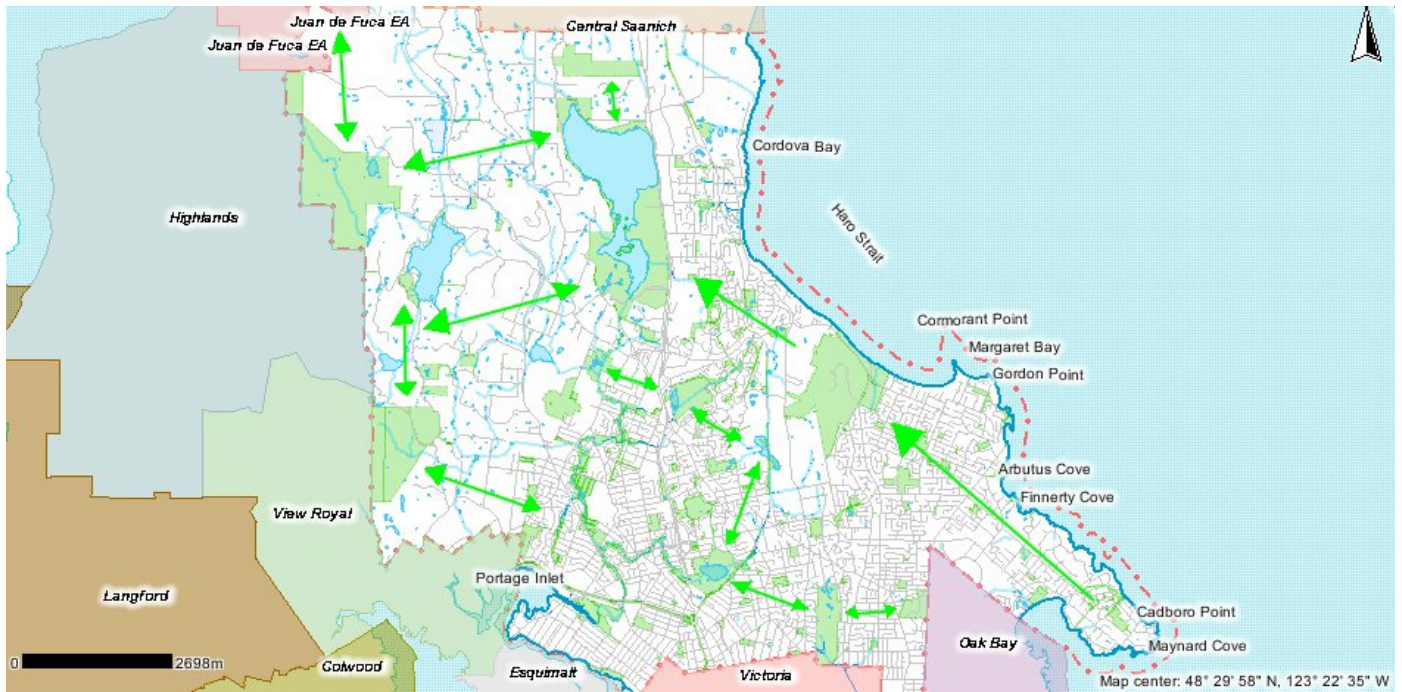 Juan de Fuca EA
Central Saanich
Juan de Fuca EA
Cordova Bay
Highlands
Haro Strait
Cormorant Point
Margaret Bay
Gordon Point
Arbutus Cove
Finnerty Cove
View Royal
Portage Inlet
Langford
Cadboro Point
Oak Bay
Maynard Cove
0 2698m
Colwood
Esquimalt
Victoria
Map center: 48° 29' 58" N, 123° 22' 35" W